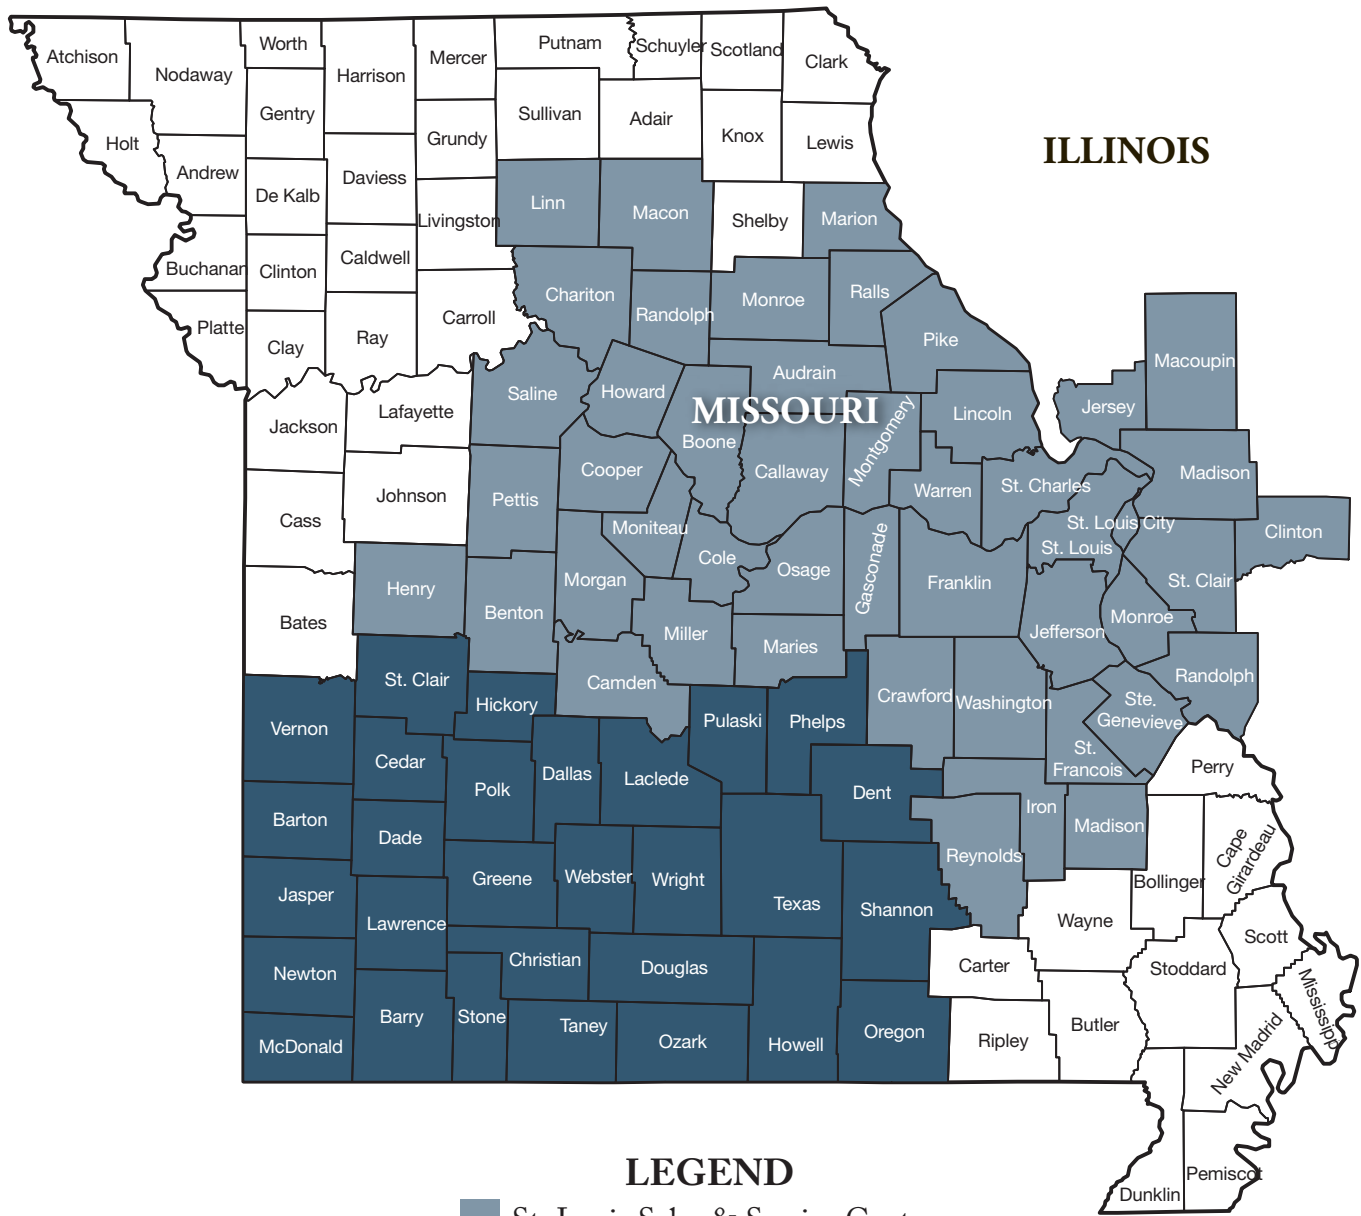 Atchison
Nodaway
Worth
Harrison
Mercer
Putnam
Schuyler
Scotland
Clark
Gentry
Sullivan
Adair
Knox
Lewis
Holt
Andrew
De Kalb
Daviess
Grundy
ILLINOIS
Livingston
Linn
Macon
Shelby
Marion
Buchanan
Clinton
Caldwell
Chariton
Randolph
Monroe
Ralls
Pike
Platte
Clay
Ray
Carroll
Macoupin
Audrain
Saline
Howard
MISSOURI
Boone
Montgomery
Lincoln
Jersey
Jackson
Lafayette
Cooper
Callaway
Warren
St. Charles
Madison
Johnson
Pettis
Cass
Moniteau
St. Louis City
St. Louis
Clinton
Cole
Osage
Gasconade
Franklin
St. Clair
Henry
Morgan
Benton
Bates
Miller
Maries
Jefferson
Monroe
St. Clair
Hickory
Camden
Crawford
Washington
Randolph
Ste.
Genevieve
Vernon
Pulaski
Phelps
St.
Francois
Cedar
Polk
Dallas
Laclede
Dent
Perry
Barton
Dade
Iron
Madison
Reynolds
Cape
Girardeau
Jasper
Greene
Webster
Wright
Texas
Shannon
Bollinger
Lawrence
Wayne
Scott
Newton
Christian
Douglas
Carter
Stoddard
Mississippi
Barry
Stone
Taney
Ozark
Howell
Oregon
Ripley
Butler
New Madrid
McDonald
LEGEND
Pemiscot
Dunklin
St. Louis Sales & Service